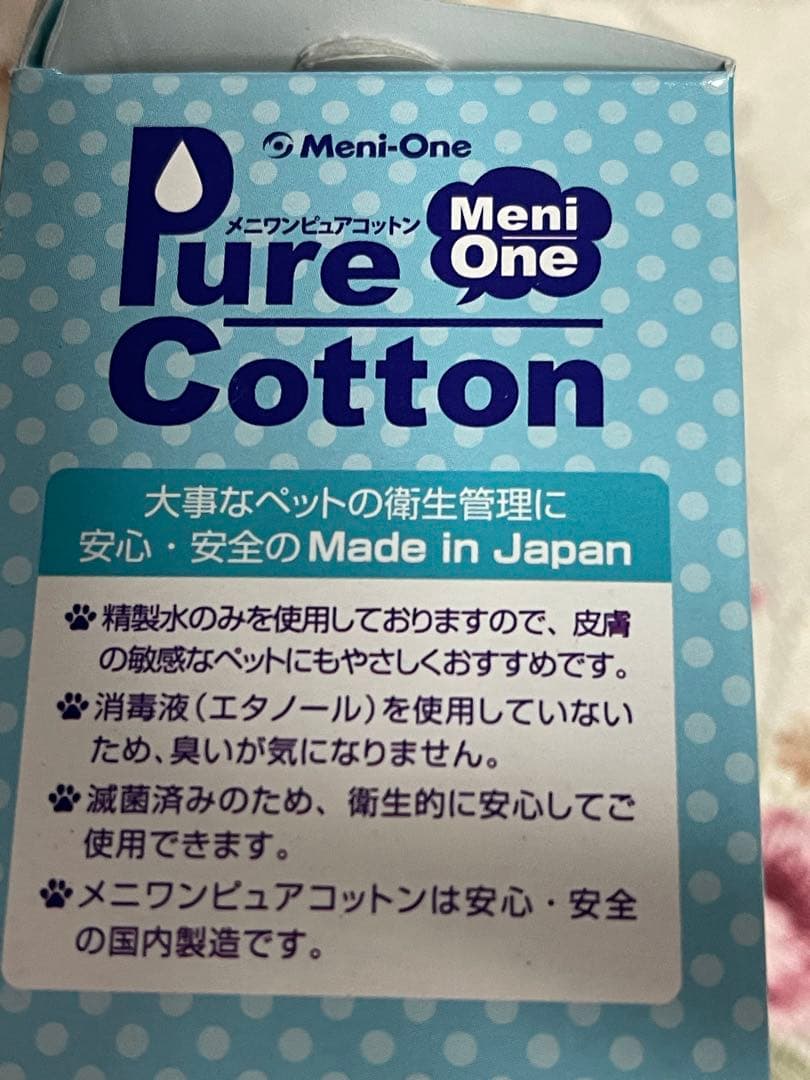 Meni-One
Pure
メニワンピュアコットン
Meni
One
Cotton
大事なペットの衛生管理に
安心・安全のMade in Japan
精製水のみを使用しておりますので、皮膚
の敏感なペットにもやさしくおすすめです。
消毒液(エタノール)を使用していない
ため、臭いが気になりません。
滅菌済みのため、衛生的に安心してご
使用できます。
メニワンピュアコットンは安心・安全
の国内製造です。